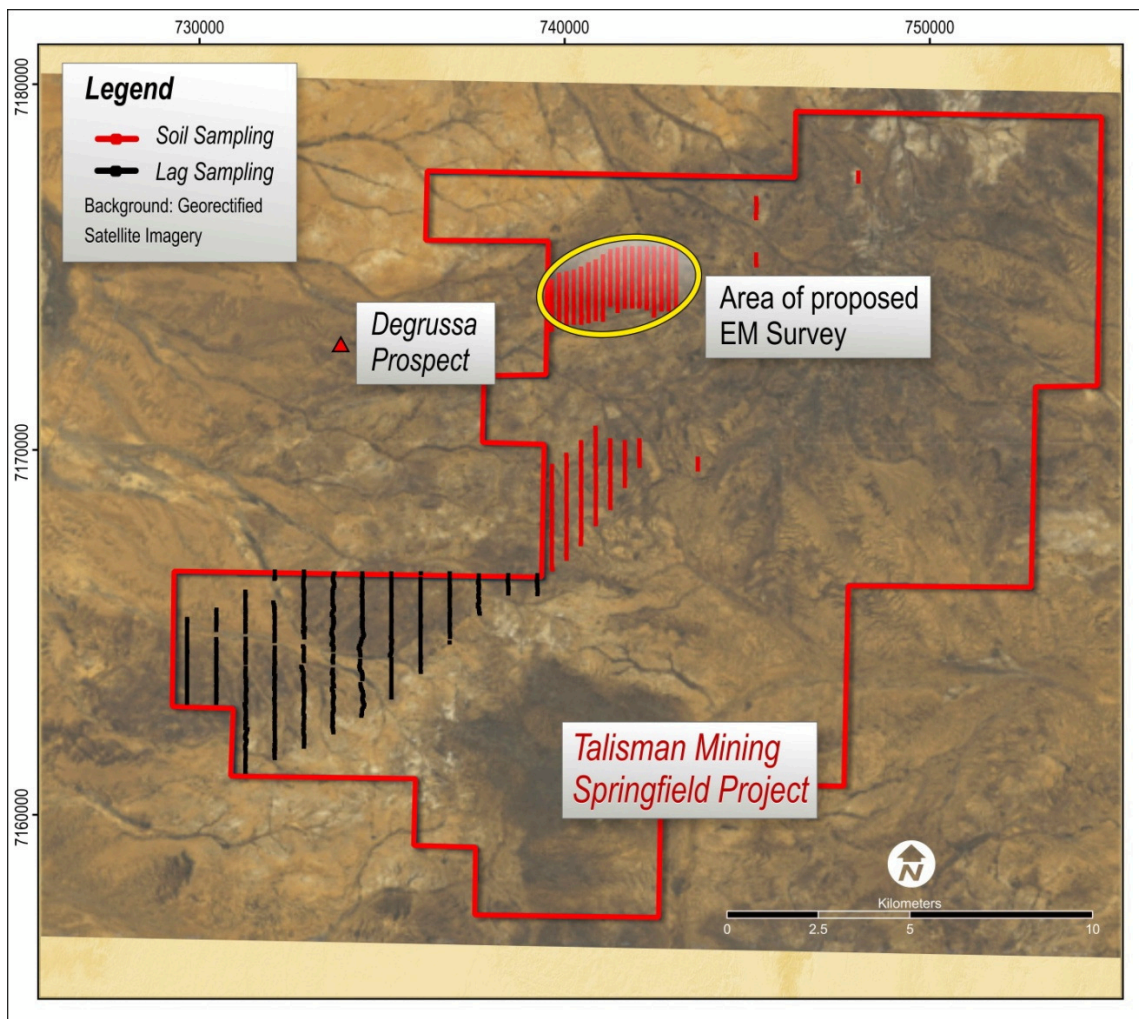 730000
740000
750000
7180000
7170000
7160000
Legend
Soil Sampling
Lag Sampling
Background: Georectified
Satellite Imagery
Degrussa
Prospect
Area of proposed
EM Survey
Talisman Mining
Springfield Project
N
Kilometers
0
2.5
5
10